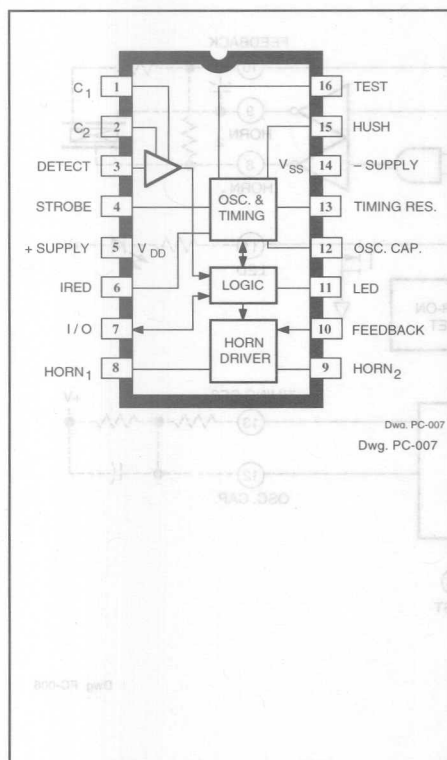 C1 1 16 TEST
C2 2 15 HUSH
DETECT 3 VSS 14 – SUPPLY
STROBE 4 OSC. & TIMING 13 TIMING RES.
+ SUPPLY 5 VDD 12 OSC. CAP.
IRED 6 LOGIC 11 LED
I / O 7 HORN DRIVER 10 FEEDBACK
HORN1 8 9 HORN2
Dwg. PC-007
Dwg. PC-007